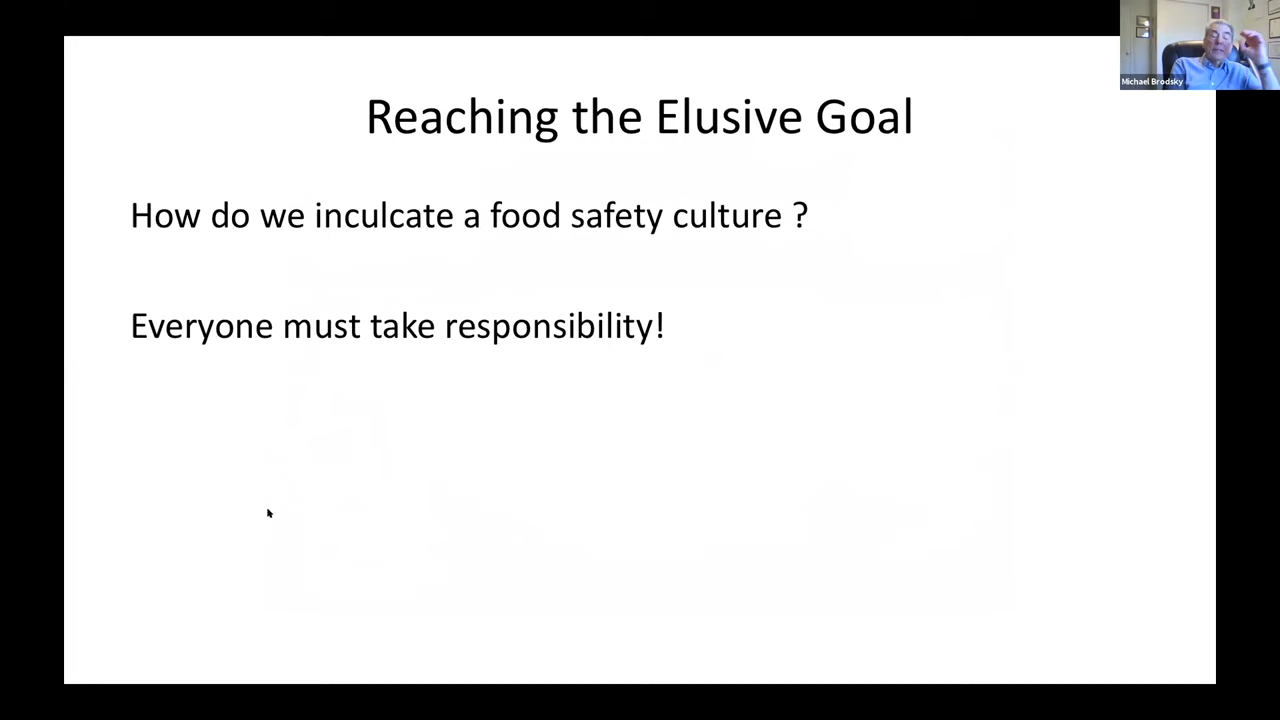 Reaching the Elusive Goal
How do we inculcate a food safety culture ?
Everyone must take responsibility!
Michael Brodsky